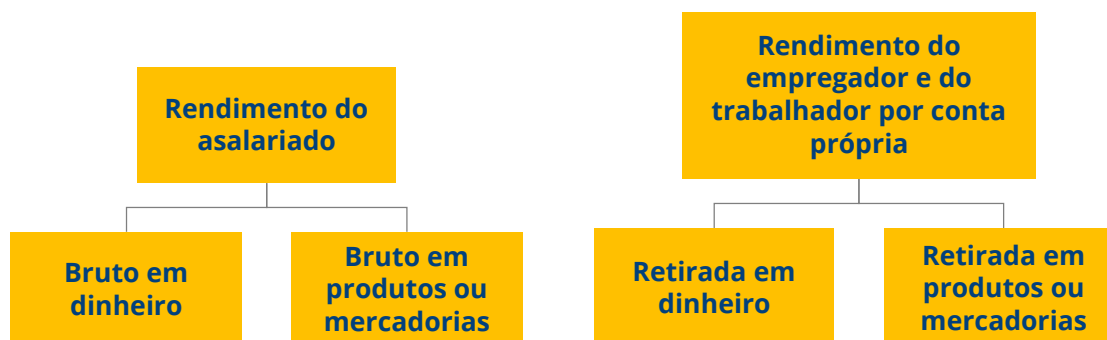 Rendimento do
asalariado
Bruto em
dinheiro
Bruto em
produtos ou
mercadorias
Rendimento do
empregador e do
trabalhador por conta
própria
Retirada em
dinheiro
Retirada em
produtos ou
mercadorias